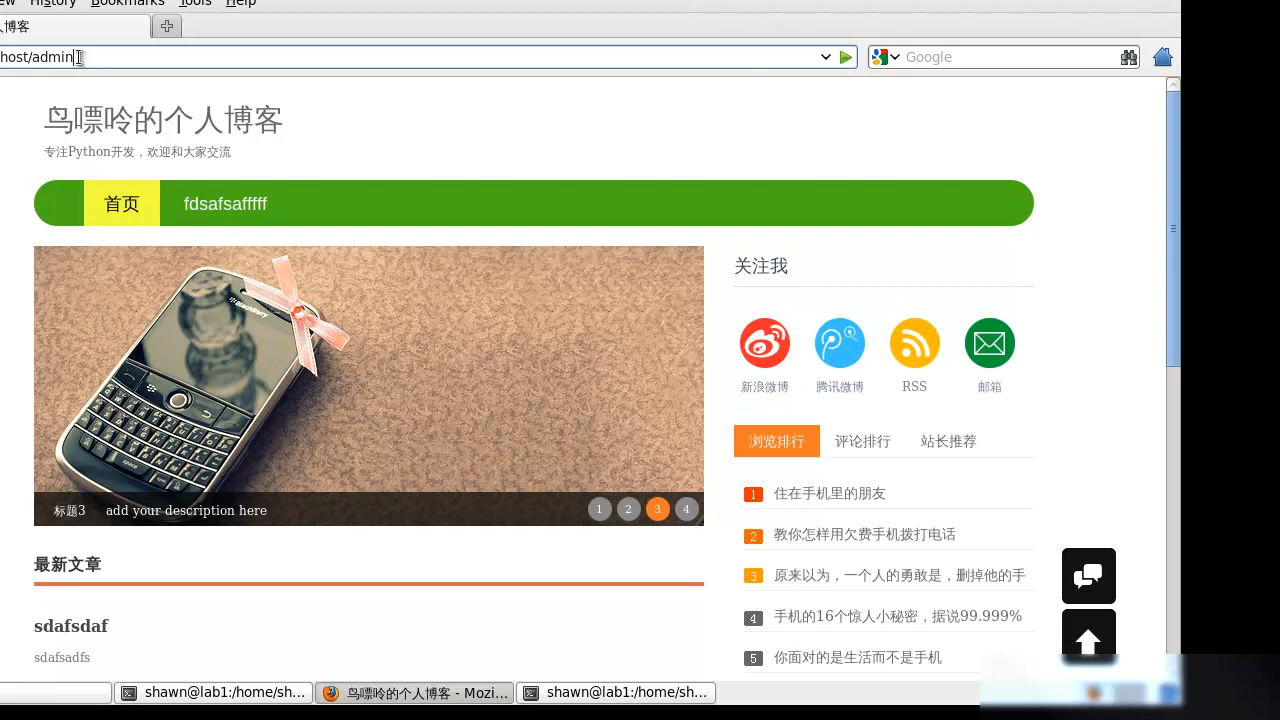 ew History Bookmarks Tools Help
人博客
host/admin
Google
鸟嘌呤的个人博客
专注Python开发，欢迎和大家交流
首页 fdsafsafffff
关注我
BlackBerry
新浪微博 腾讯微博 RSS 邮箱
浏览排行 评论排行 站长推荐
1 住在手机里的朋友
2 教你怎样用欠费手机拨打电话
3 原来以为，一个人的勇敢是，删掉他的手
4 手机的16个惊人小秘密，据说99.999%
5 你面对的是生活而不是手机
space
标题3 add your description here 1 2 3 4
最新文章
sdafsdaf
sdafsadfs
shawn@lab1:/home/sh... 鸟嘌呤的个人博客 - Mozi... shawn@lab1:/home/sh...